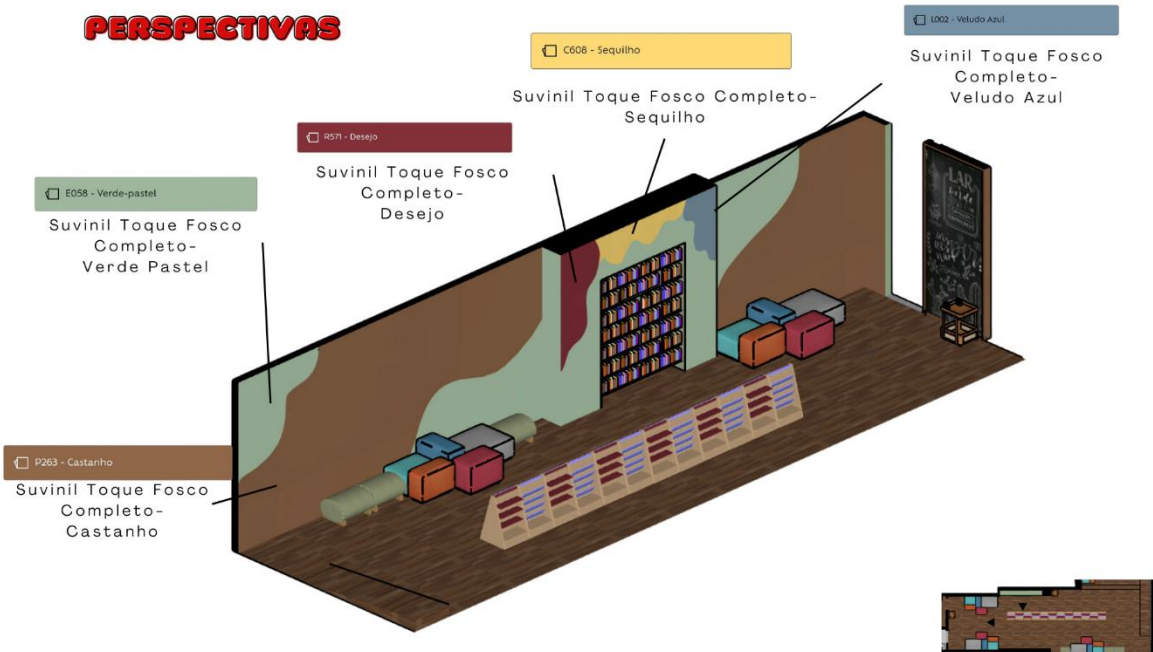 PERSPECTIVAS
L002 - Veludo Azul
Suvinil Toque Fosco
Completo-
Veludo Azul
C608 - Sequilho
Suvinil Toque Fosco Completo-
Sequilho
R571 - Desejo
Suvinil Toque Fosco
Completo-
Desejo
E058 - Verde-pastel
Suvinil Toque Fosco
Completo-
Verde Pastel
P263 - Castanho
Suvinil Toque Fosco
Completo-
Castanho
LAR